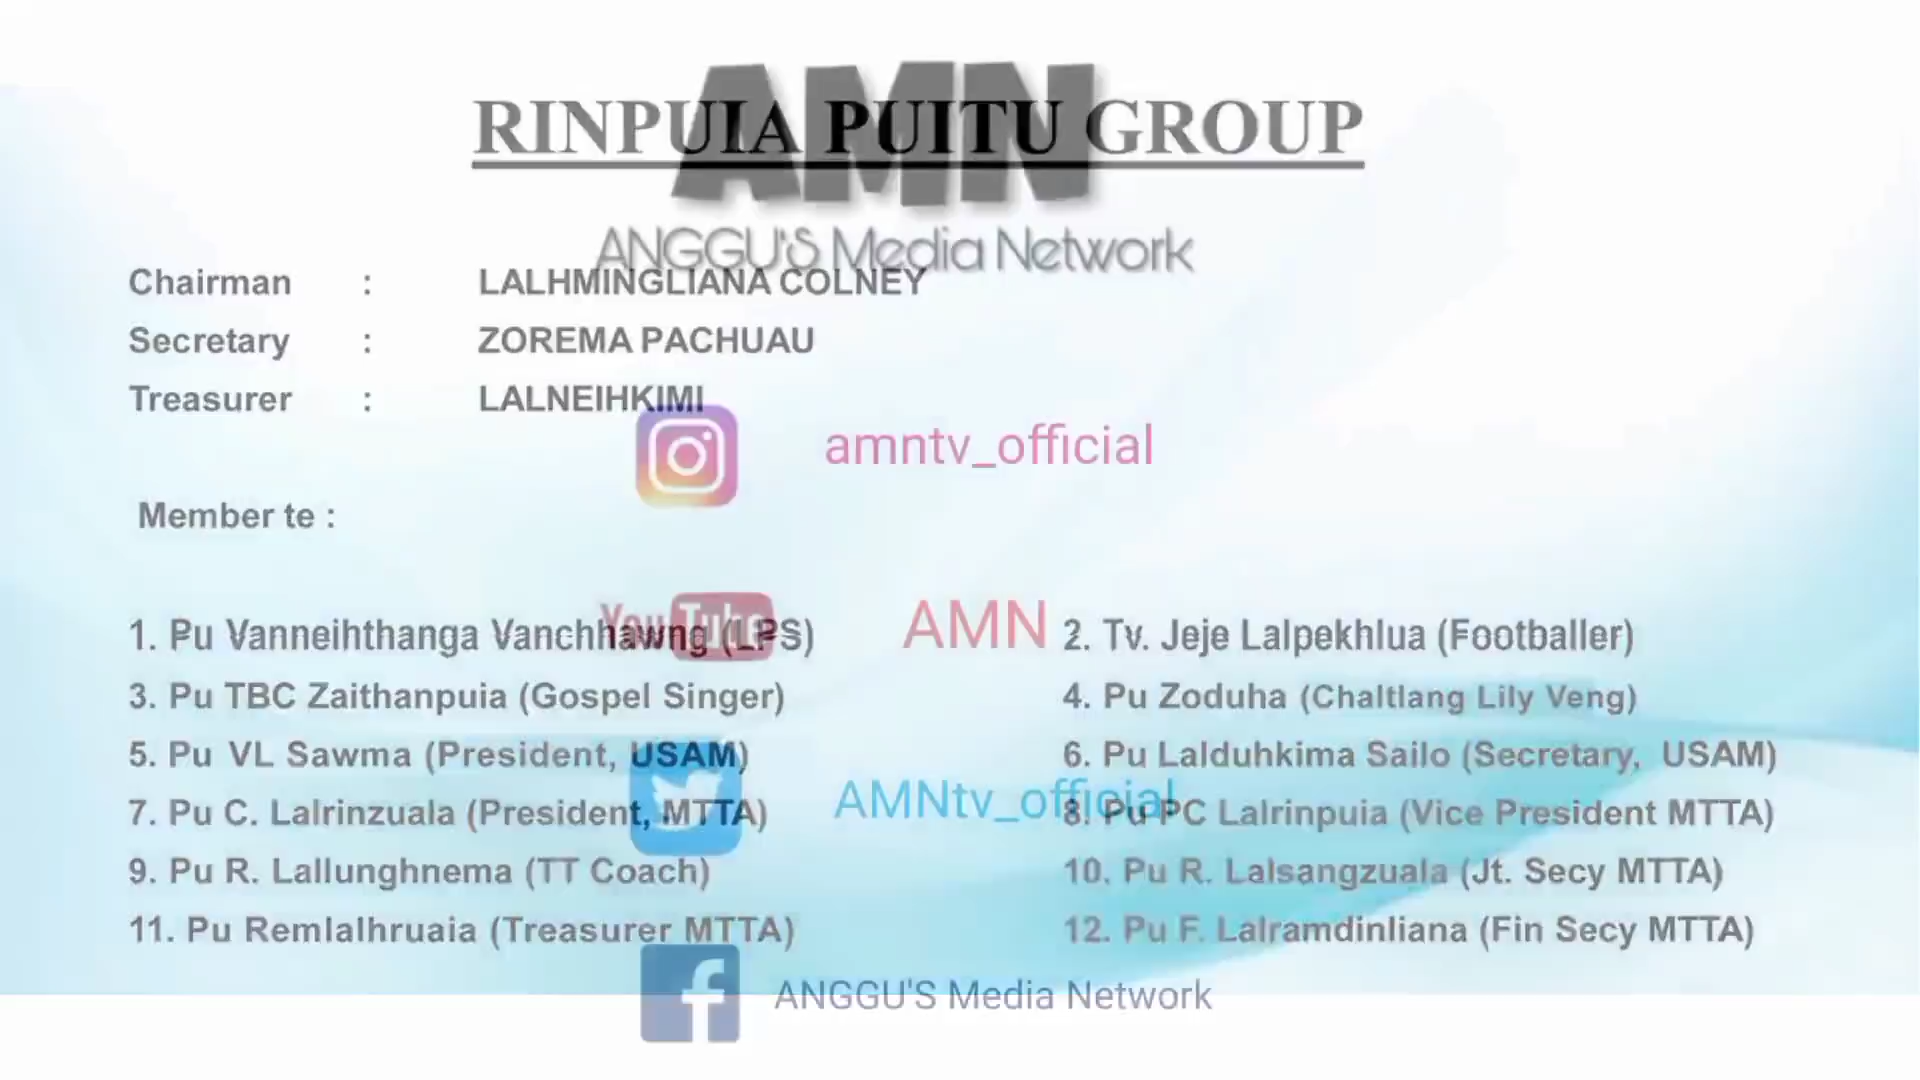 AMN
RINPUIA PUITU GROUP
ANGGU'S Media Network
Chairman : LALHMINGLIANA COLNEY
Secretary : ZOREMA PACHUAU
Treasurer : LALNEIHKIMI
amntv_official
Member te :
YouTube AMN
1. Pu Vanneihthanga Vanchhawng (LPS) 2. Tv. Jeje Lalpekhlua (Footballer)
3. Pu TBC Zaithanpuia (Gospel Singer) 4. Pu Zoduha (Chaltlang Lily Veng)
5. Pu VL Sawma (President, USAM) 6. Pu Lalduhkima Sailo (Secretary, USAM)
AMNtv_official
7. Pu C. Lalrinzuala (President, MTTA) 8. Pu PC Lalrinpuia (Vice President MTTA)
9. Pu R. Lallunghnema (TT Coach) 10. Pu R. Lalsangzuala (Jt. Secy MTTA)
11. Pu Remlalhruaia (Treasurer MTTA) 12. Pu F. Lalramdinliana (Fin Secy MTTA)
ANGGU'S Media Network